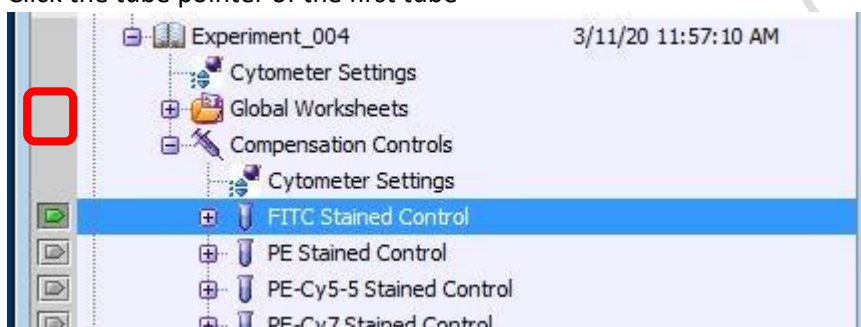 Click the tube pointer of the first tube
Experiment_004 3/11/20 11:57:10 AM
Cytometer Settings
Global Worksheets
Compensation Controls
Cytometer Settings
FITC Stained Control
PE Stained Control
PE-Cy5-5 Stained Control
PE-Cy7 Stained Control